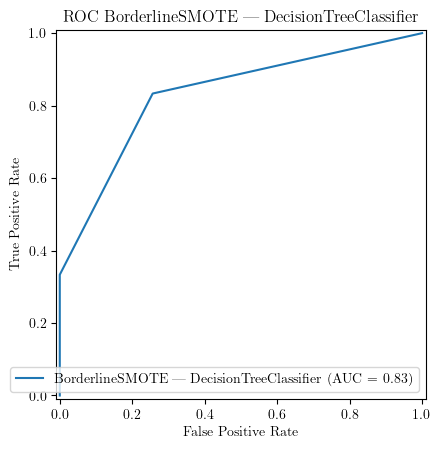 ROC BorderlineSMOTE — DecisionTreeClassifier
1.0
0.8
0.6
0.4
0.2
0.0
True Positive Rate
BorderlineSMOTE — DecisionTreeClassifier (AUC = 0.83)
0.0 0.2 0.4 0.6 0.8 1.0
False Positive Rate